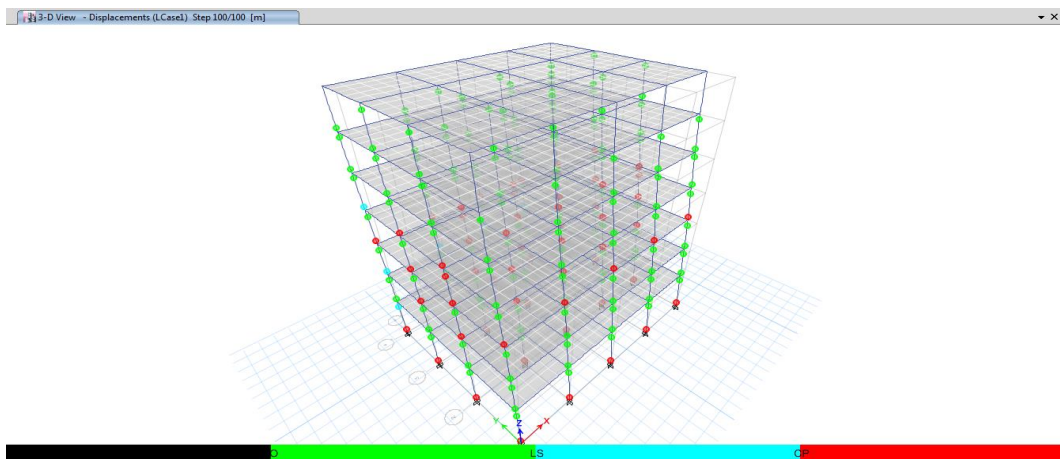 3-D View - Displacements (LCase1) Step 100/100 [m]
Y Z X
IO LS CP